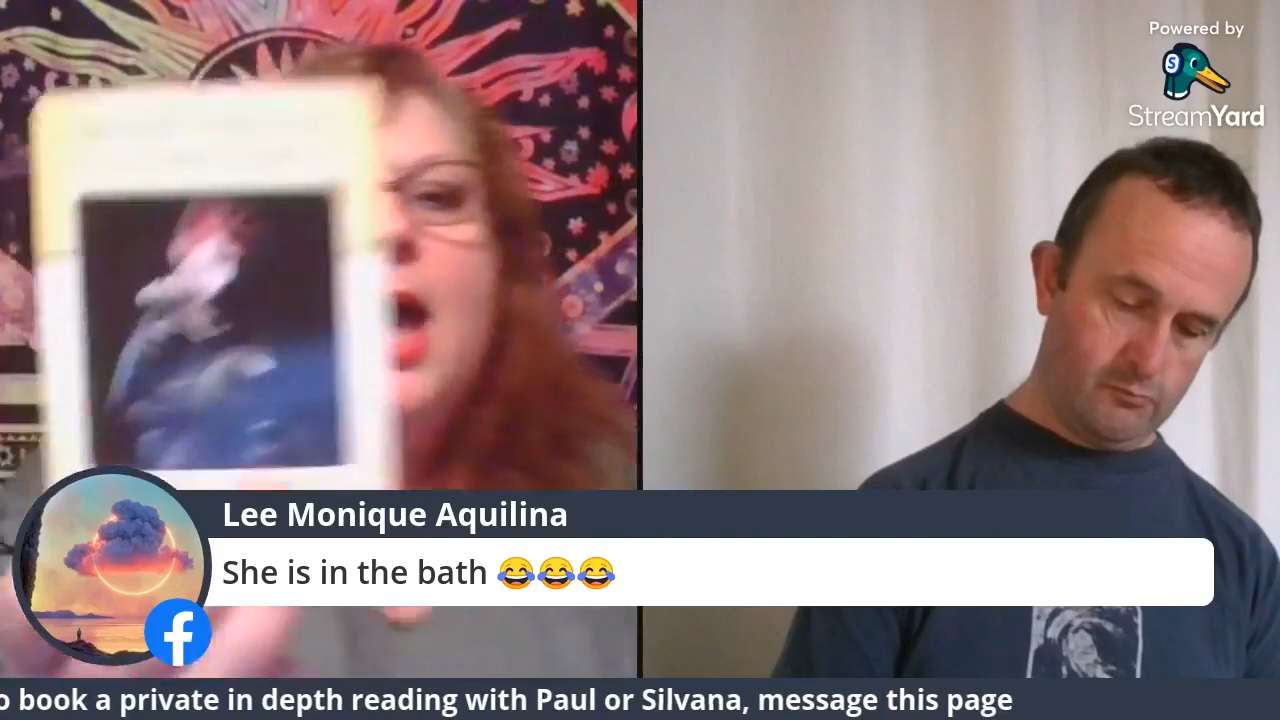 Powered by
S
StreamYard
Lee Monique Aquilina
She is in the bath 😂😂😂
o book a private in depth reading with Paul or Silvana, message this page